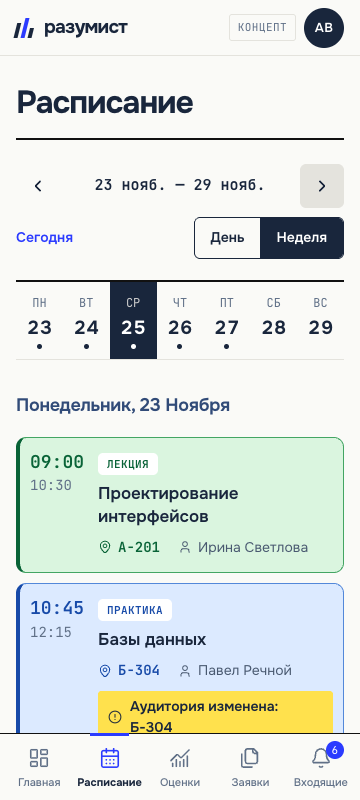 разумист
КОНЦЕПТ
АВ
Расписание
23 нояб. — 29 нояб.
Сегодня
День
Неделя
ПН ВТ СР ЧТ ПТ СБ ВС
23 24 25 26 27 28 29
Понедельник, 23 Ноября
09:00
10:30
ЛЕКЦИЯ
Проектирование
интерфейсов
А-201
Ирина Светлова
10:45
12:15
ПРАКТИКА
Базы данных
Б-304
Павел Речной
Аудитория изменена:
Б-304
6
Главная
Расписание
Оценки
Заявки
Входящие